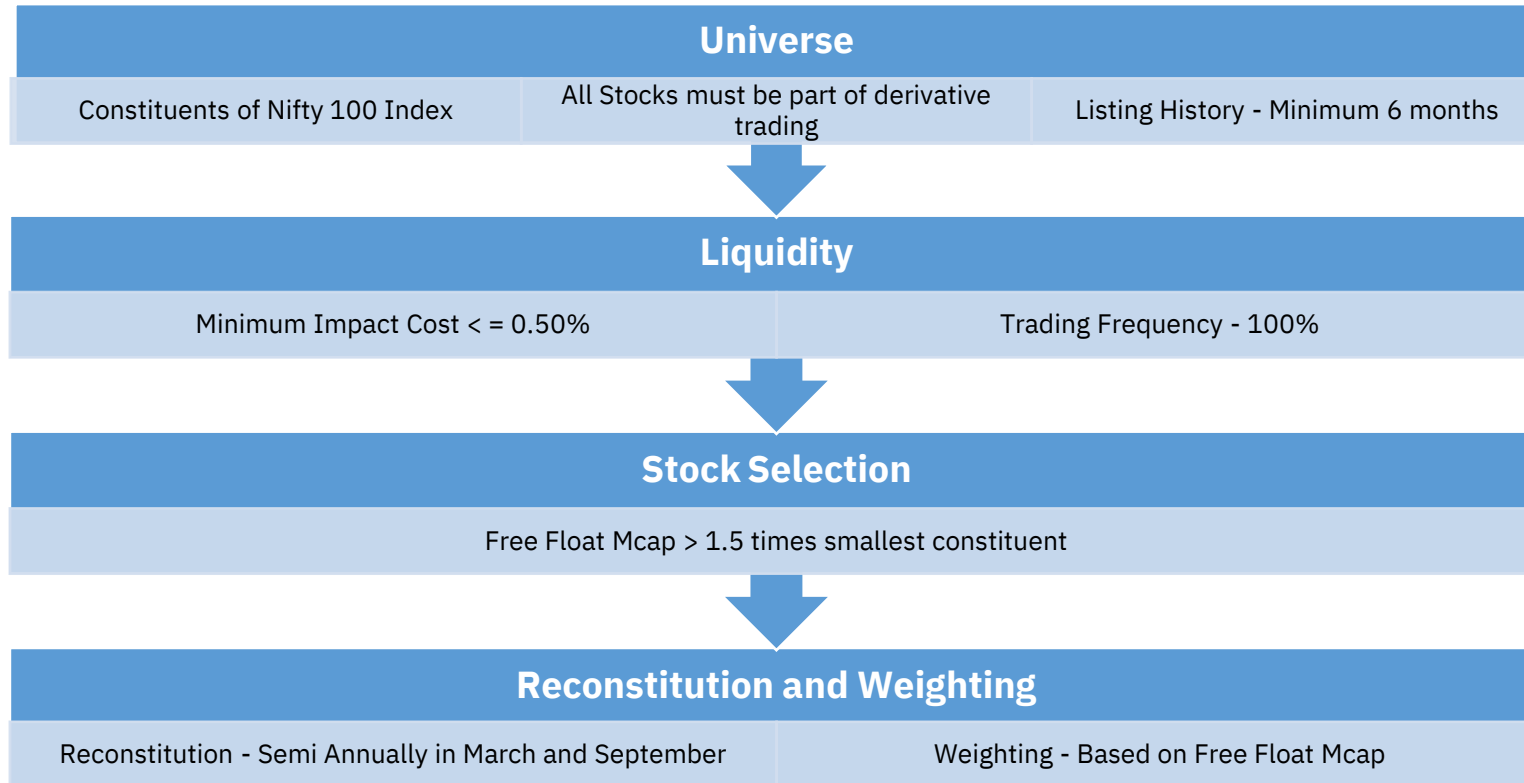 Universe
Constituents of Nifty 100 Index
All Stocks must be part of derivative
trading
Listing History - Minimum 6 months
Liquidity
Minimum Impact Cost < = 0.50%
Trading Frequency - 100%
Stock Selection
Free Float Mcap > 1.5 times smallest constituent
Reconstitution and Weighting
Reconstitution - Semi Annually in March and September
Weighting - Based on Free Float Mcap